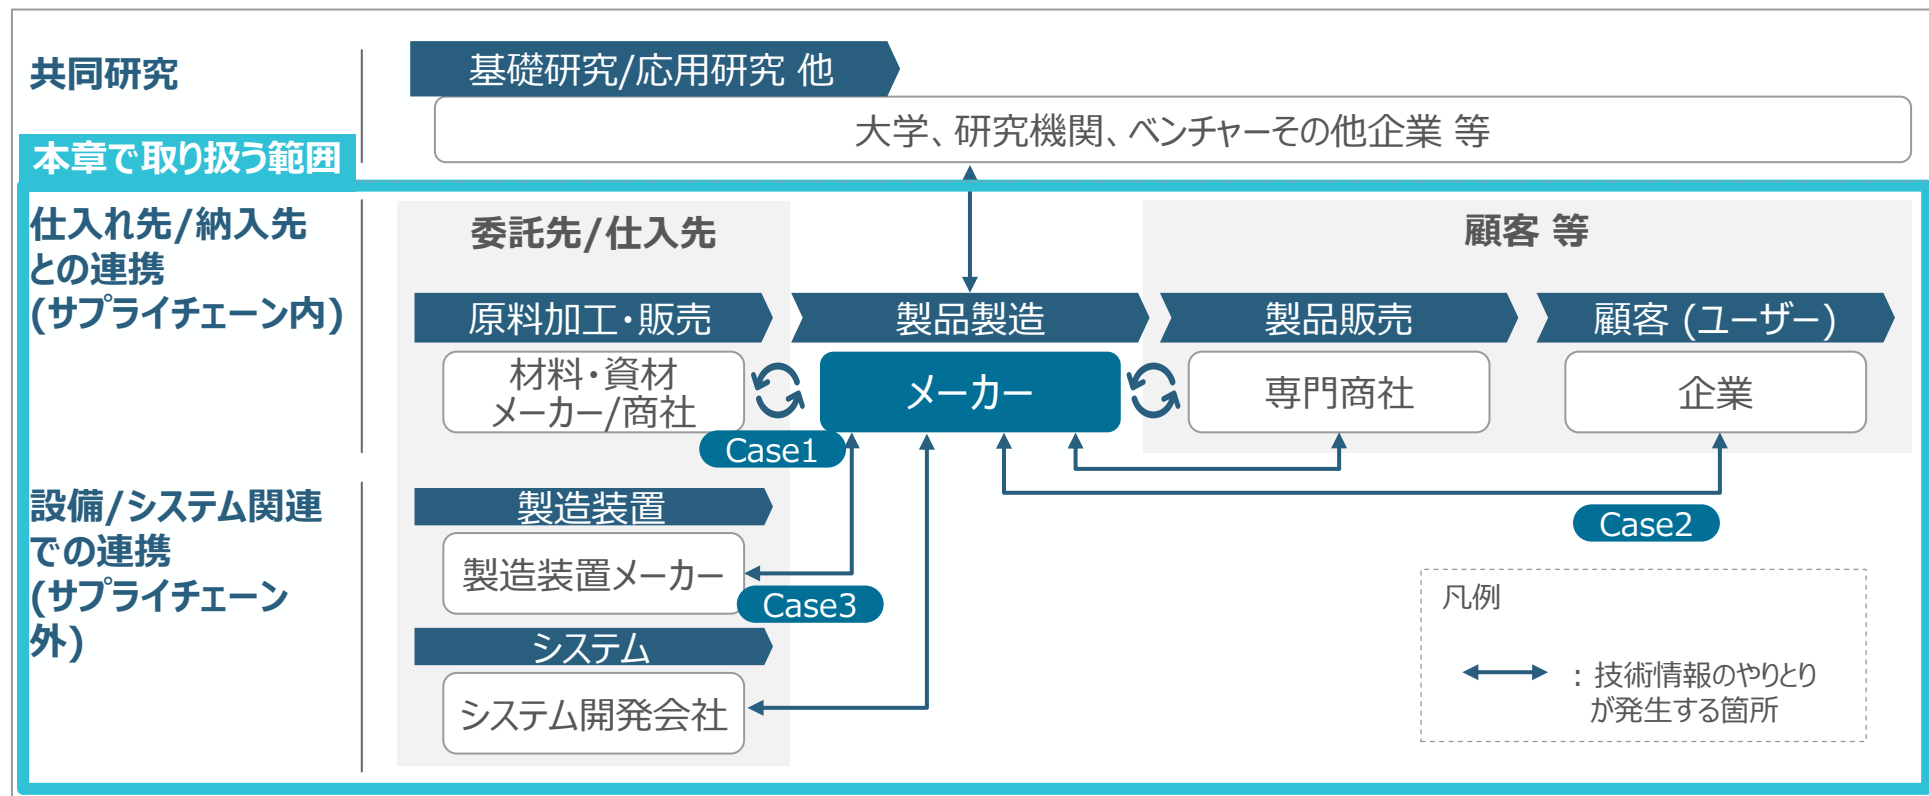 共同研究
基礎研究/応用研究 他
大学、研究機関、ベンチャーその他企業 等
本章で取り扱う範囲
仕入れ先/納入先
との連携
(サプライチェーン内)
委託先/仕入先
顧客 等
原料加工・販売
製品製造
製品販売
顧客 (ユーザー)
材料・資材
メーカー/商社
メーカー
専門商社
企業
Case1
設備/システム関連
での連携
(サプライチェーン
外)
製造装置
製造装置メーカー
Case3
システム
システム開発会社
Case2
凡例
：技術情報のやりとり
が発生する箇所